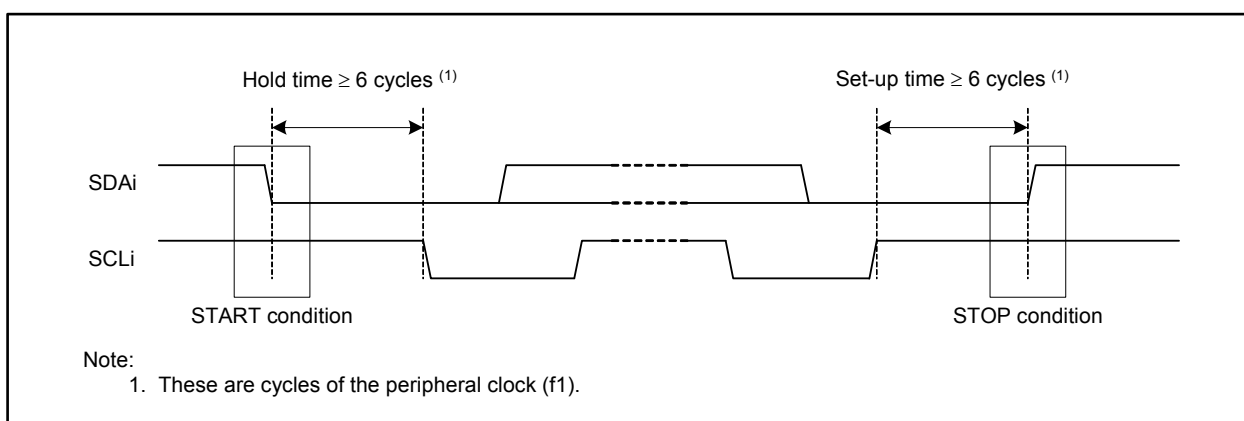 Hold time ≥ 6 cycles (1)
Set-up time ≥ 6 cycles (1)
SDAi
SCLi
START condition
STOP condition
Note:
1. These are cycles of the peripheral clock (f1).